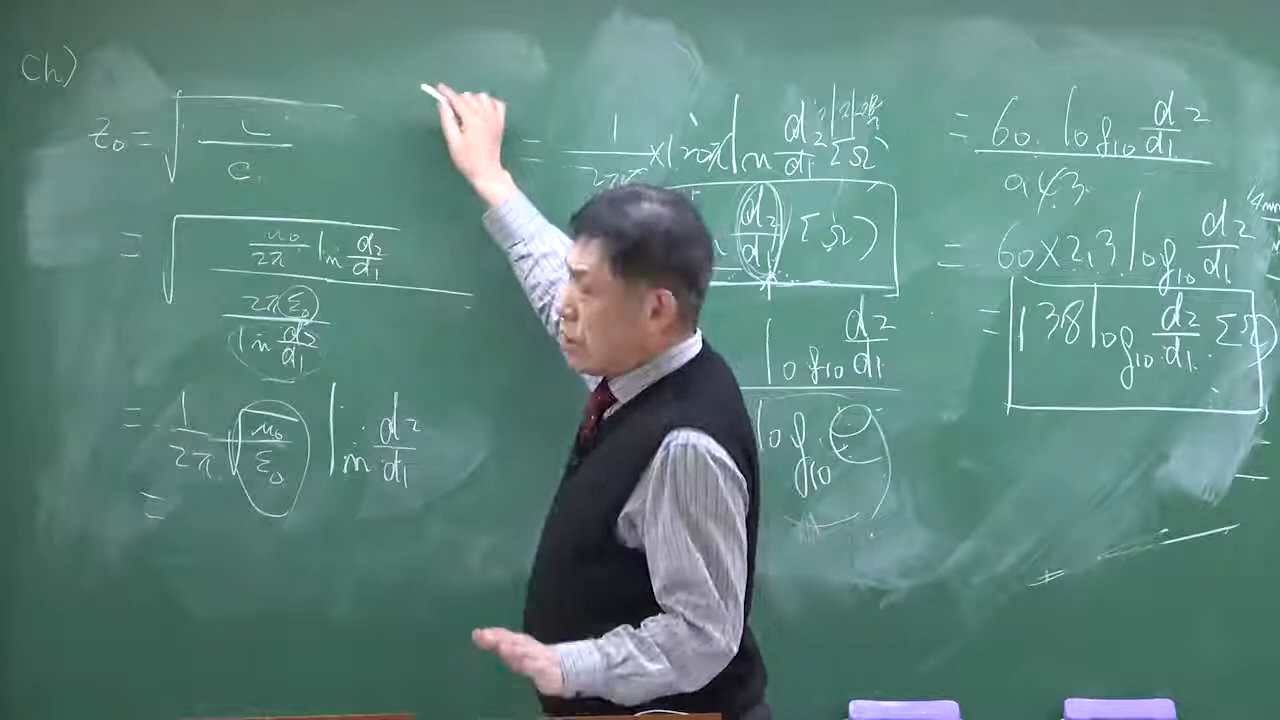 Ch)
Z₀ = √(L/C)
= √((μ₀/2π ln d₂/d₁)/(2πε₀/ln d₂/d₁))
= 1/2π √(μ₀/ε₀) ln d₂/d₁
=
= 1/2π × 120π ln d₂/d₁ [Ω]
n d₂/d₁ [Ω)
log₁₀ d₂/d₁
log₁₀ e
= 60. log₁₀ d₂/d₁ / 0.43
= 60×2.3 log₁₀ d₂/d₁
= 138 log₁₀ d₂/d₁ [Ω)